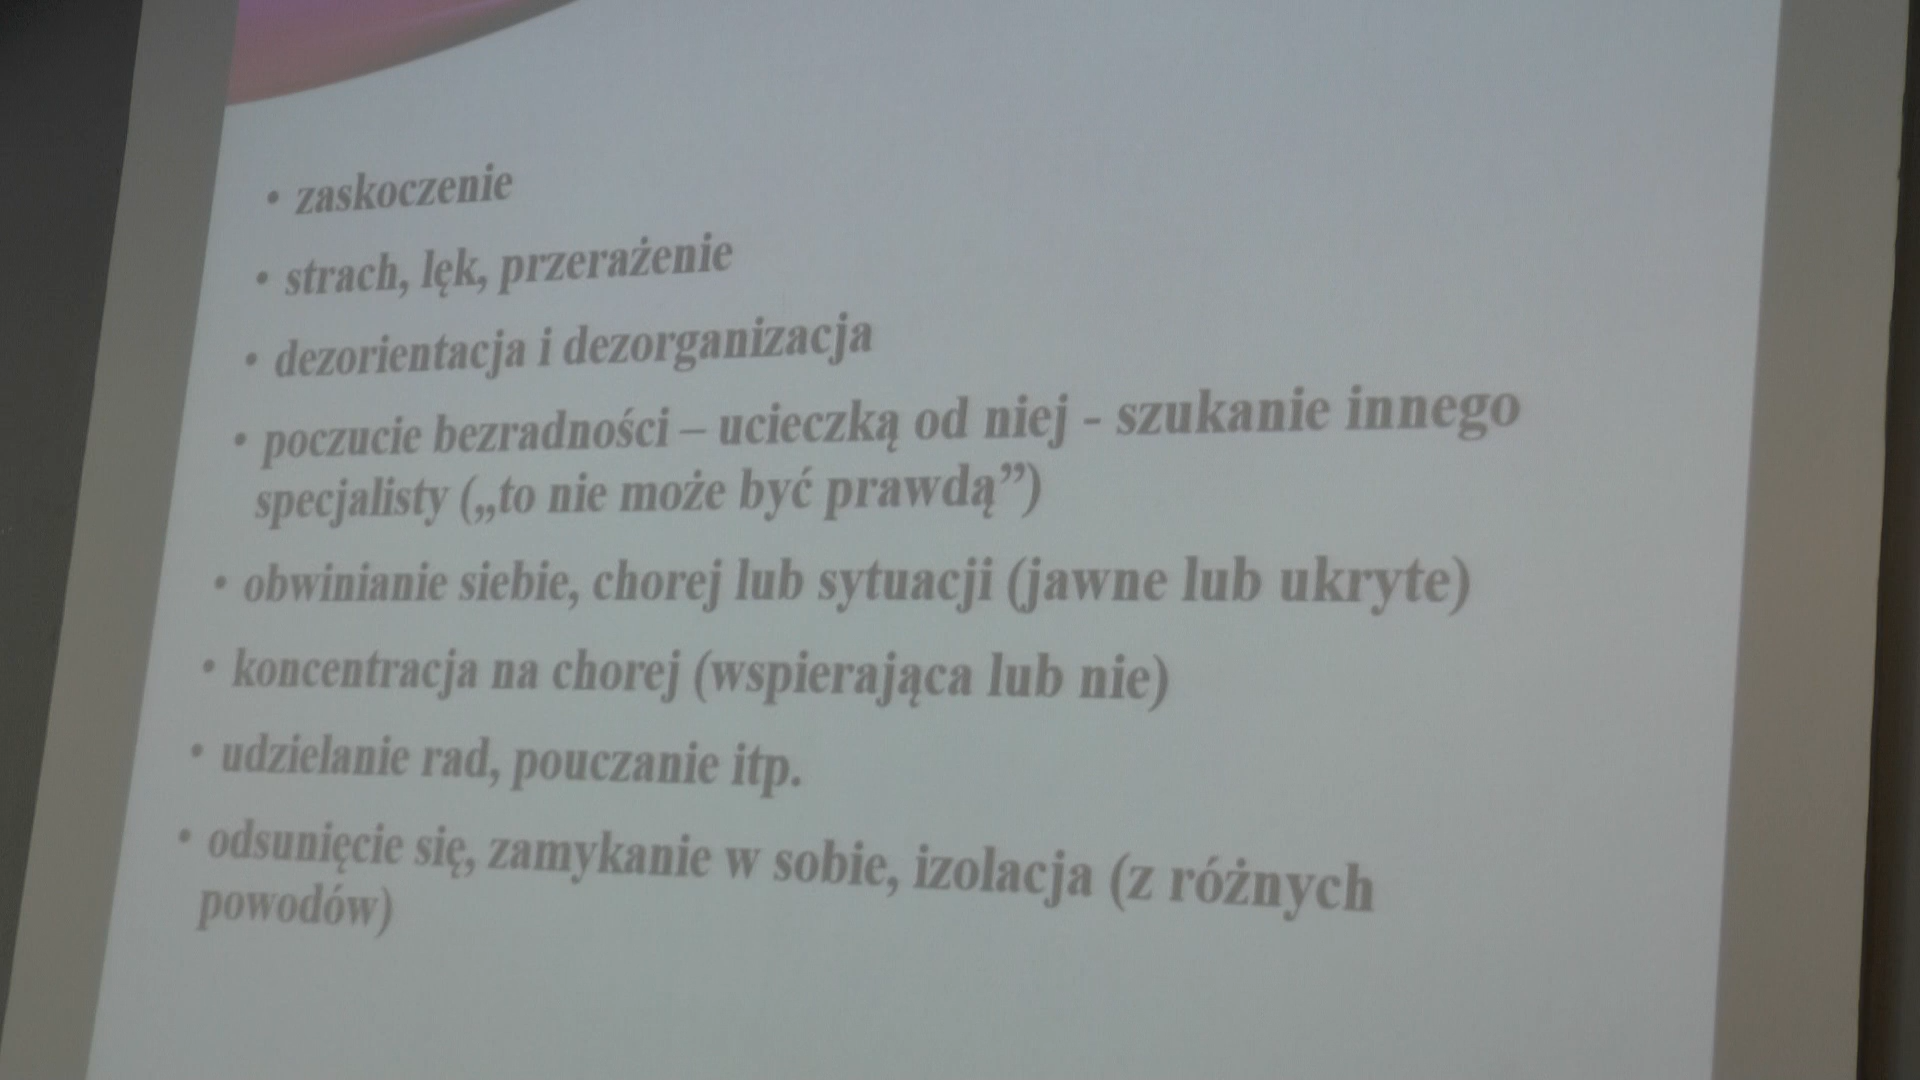 • zaskoczenie
• strach, lęk, przerażenie
• dezorientacja i dezorganizacja
• poczucie bezradności – ucieczką od niej - szukanie innego
specjalisty („to nie może być prawdą”)
• obwinianie siebie, chorej lub sytuacji (jawne lub ukryte)
• koncentracja na chorej (wspierająca lub nie)
• udzielanie rad, pouczanie itp.
• odsunięcie się, zamykanie w sobie, izolacja (z różnych
powodów)